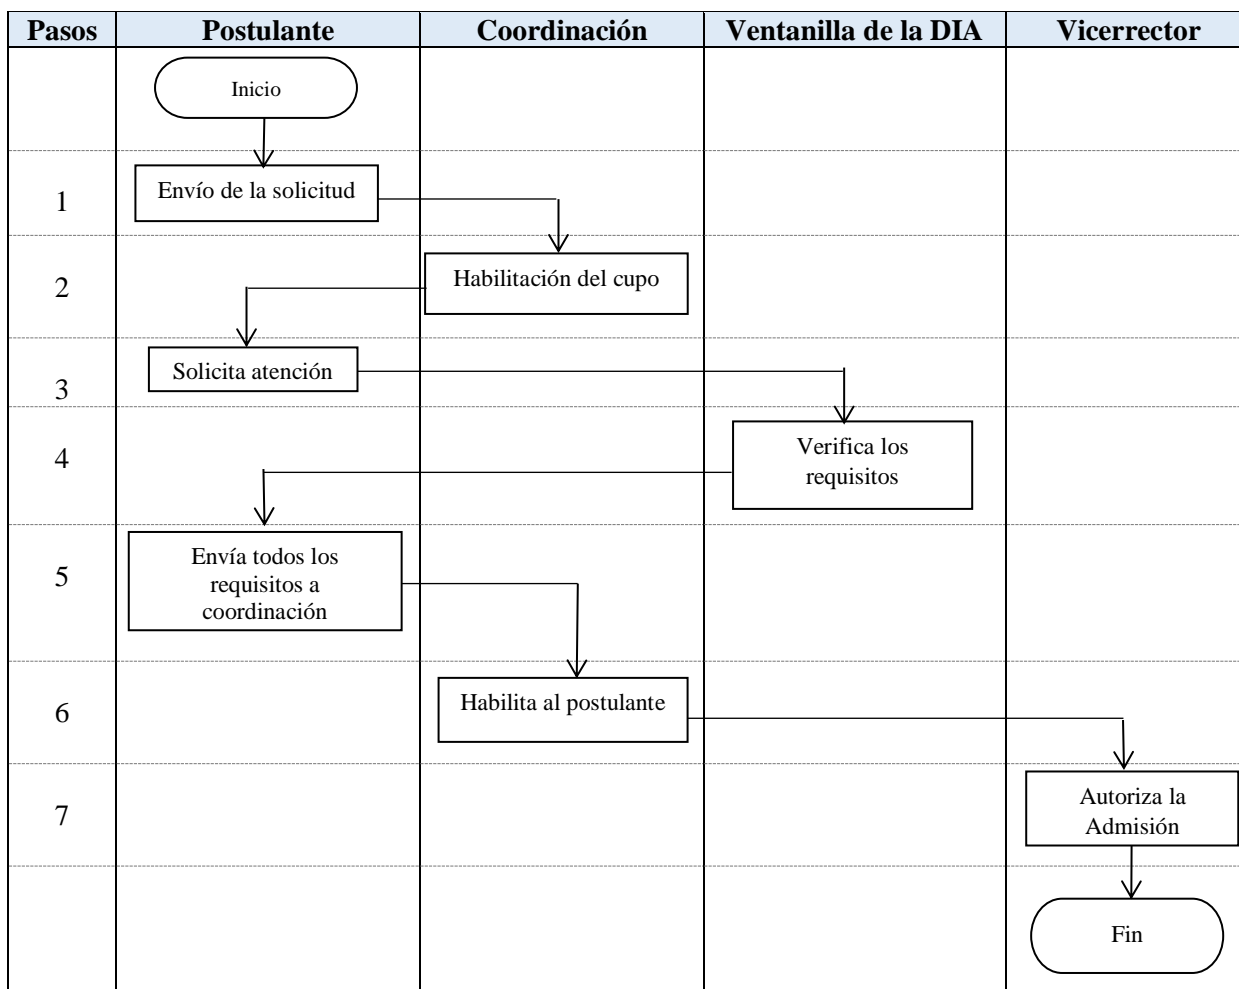 Pasos Postulante Coordinación Ventanilla de la DIA Vicerrector
Inicio
1 Envío de la solicitud
2 Habilitación del cupo
3 Solicita atención
4 Verifica los
requisitos
5 Envía todos los
requisitos a
coordinación
6 Habilita al postulante
7 Autoriza la
Admisión
Fin